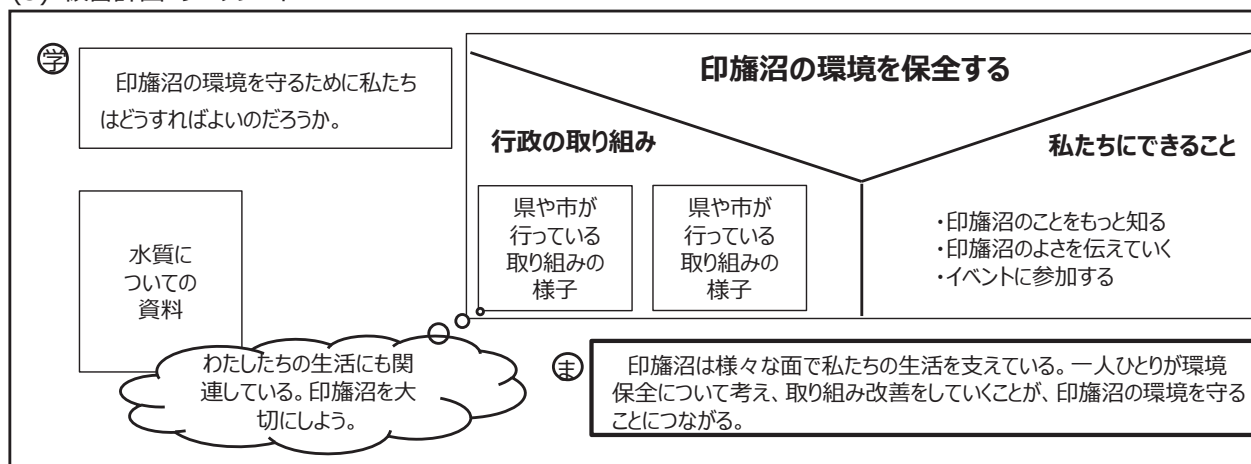 学
印旛沼の環境を守るために私たち
はどうすればよいのだろうか。
水質に
ついての
資料
印旛沼の環境を保全する
行政の取り組み
私たちにできること
県や市が
行っている
取り組みの
様子
県や市が
行っている
取り組みの
様子
・印旛沼のことをもっと知る
・印旛沼のよさを伝えていく
・イベントに参加する
わたしたちの生活にも関
連している。印旛沼を大
切にしよう。
ま
印旛沼は様々な面で私たちの生活を支えている。一人ひとりが環境
保全について考え、取り組み改善をしていくことが、印旛沼の環境を守る
ことにつながる。